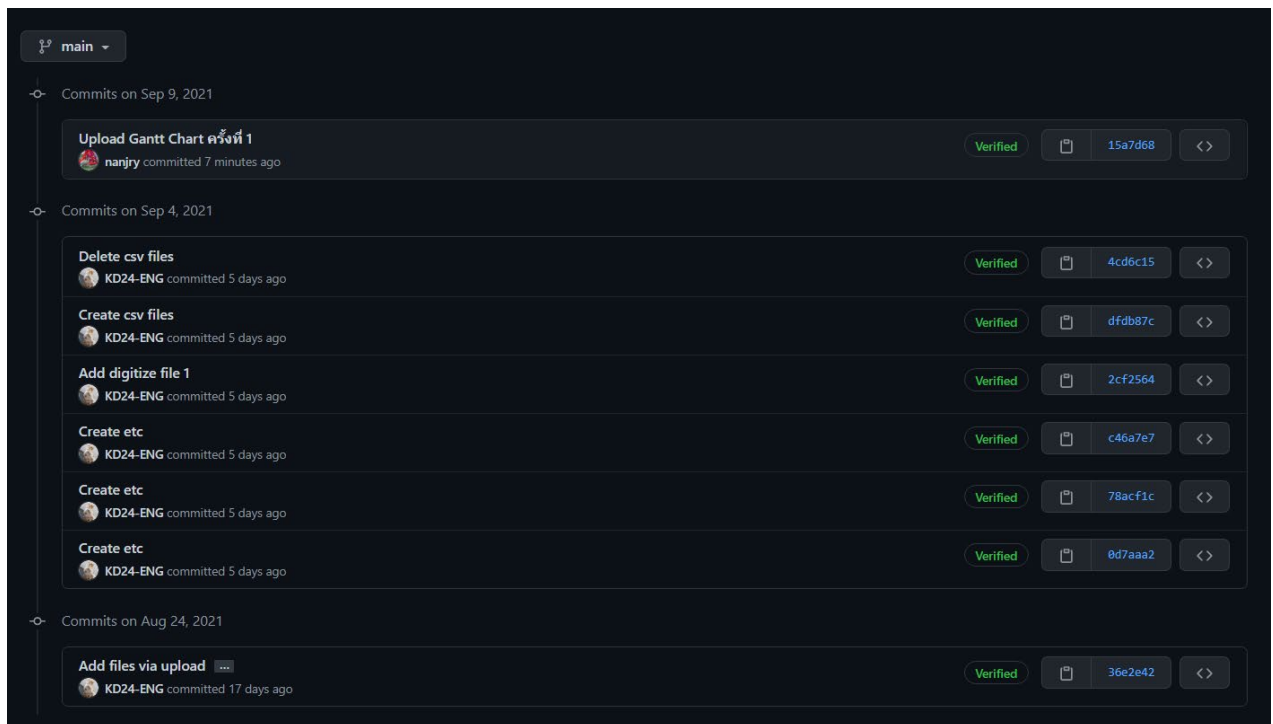 main
Commits on Sep 9, 2021
Upload Gantt Chart ครั้งที่ 1
nanjry committed 7 minutes ago
Verified
15a7d68
Commits on Sep 4, 2021
Delete csv files
KD24-ENG committed 5 days ago
Verified
4cd6c15
Create csv files
KD24-ENG committed 5 days ago
Verified
dfdb87c
Add digitize file 1
KD24-ENG committed 5 days ago
Verified
2cf2564
Create etc
KD24-ENG committed 5 days ago
Verified
c46a7e7
Create etc
KD24-ENG committed 5 days ago
Verified
78acf1c
Create etc
KD24-ENG committed 5 days ago
Verified
0d7aaa2
Commits on Aug 24, 2021
Add files via upload ...
KD24-ENG committed 17 days ago
Verified
36e2e42